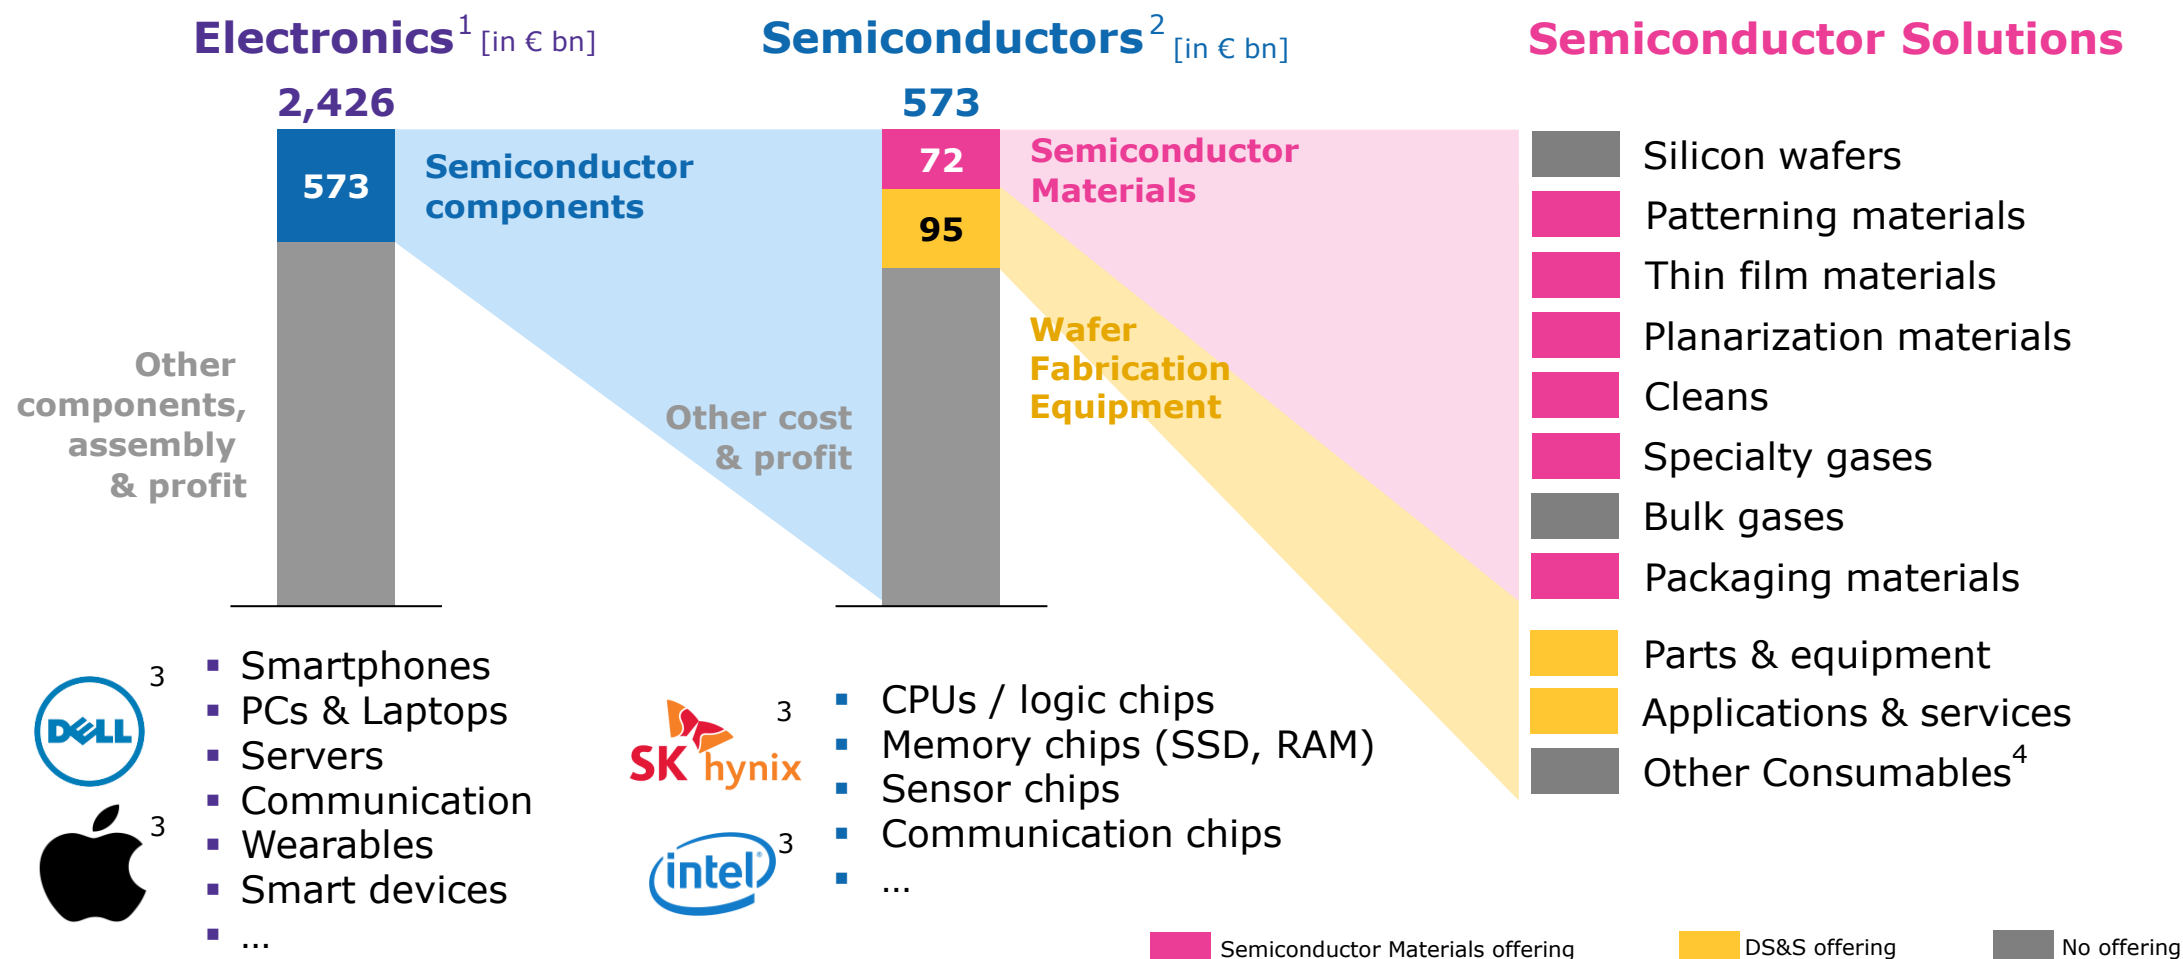 Electronics1 [in € bn]
2,426
573
Semiconductor
components
Other
components,
assembly
& profit
DELL 3
3
▪ Smartphones
▪ PCs & Laptops
▪ Servers
▪ Communication
▪ Wearables
▪ Smart devices
▪ …
Semiconductors2 [in € bn]
573
72
95
Semiconductor
Materials
Wafer
Fabrication
Equipment
Other cost
& profit
SK hynix 3
intel® 3
▪ CPUs / logic chips
▪ Memory chips (SSD, RAM)
▪ Sensor chips
▪ Communication chips
▪ …
Semiconductor Solutions
Silicon wafers
Patterning materials
Thin film materials
Planarization materials
Cleans
Specialty gases
Bulk gases
Packaging materials
Parts & equipment
Applications & services
Other Consumables4
Semiconductor Materials offering
DS&S offering
No offering